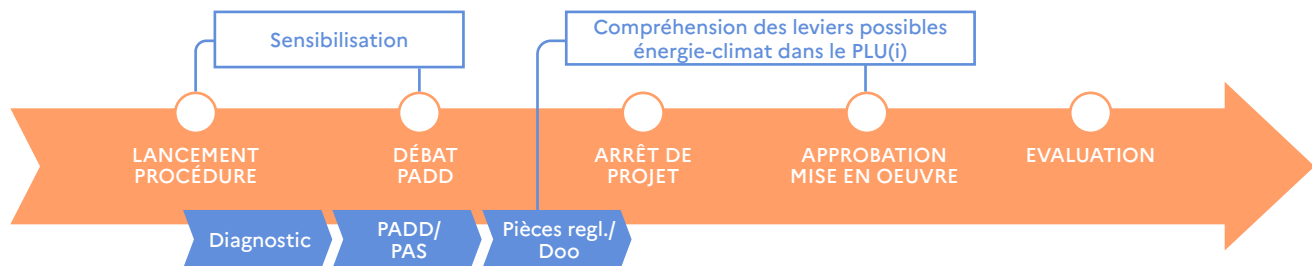 Sensibilisation
Compréhension des leviers possibles
énergie-climat dans le PLU(i)
LANCEMENT
PROCÉDURE
DÉBAT
PADD
ARRÊT DE
PROJET
APPROBATION
MISE EN OEUVRE
EVALUATION
Diagnostic
PADD/
PAS
Pièces regl./
Doo